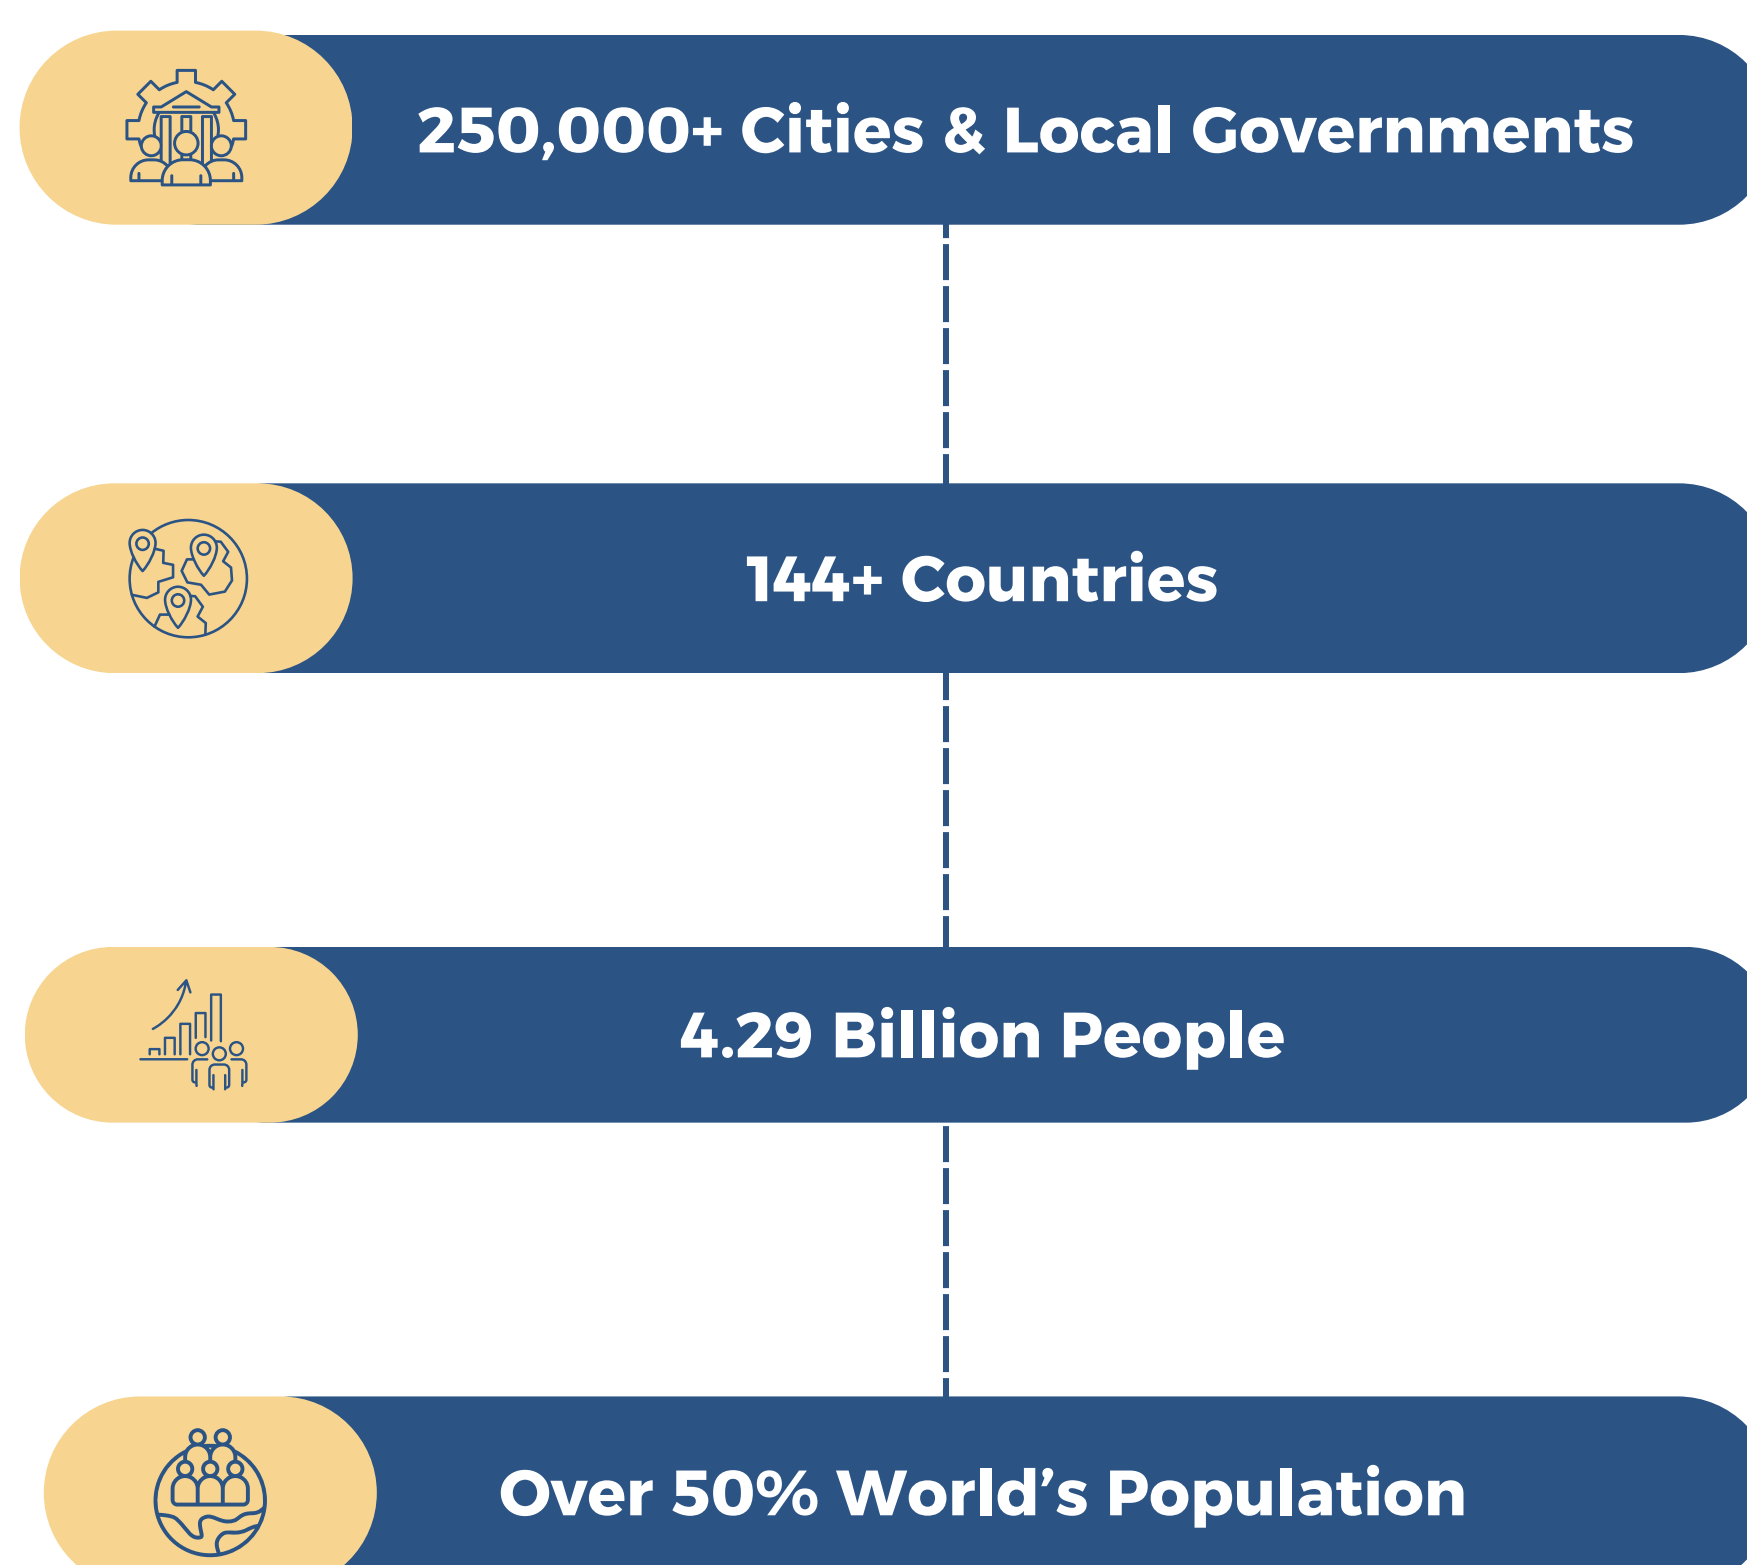 250,000+ Cities & Local Governments
144+ Countries
4.29 Billion People
Over 50% World’s Population